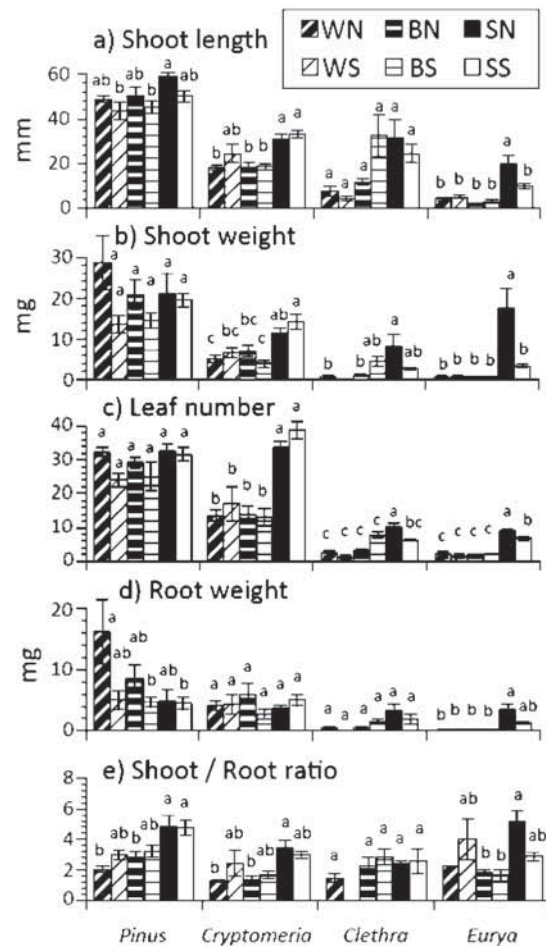 WN BN SN
WS BS SS
a) Shoot length
60
40
20
0
mm
ab b ab b a ab
b ab b b a a
a a a a a a
b b b b a b
b) Shoot weight
30
20
10
0
mg
a a a a a a
c bc bc c ab a
b b ab a ab
b b b b a b
c) Leaf number
40
30
20
10
0
a a a a a a
b b b b a a
c c c c a bc
c c c c a b
d) Root weight
20
10
0
mg
a ab ab b ab b
a a a a a a
a a a a a
b b b b a ab
e) Shoot / Root ratio
8
6
4
2
0
b ab b ab a a
b ab b ab a ab
a a a a a
ab ab b b a ab
Pinus Cryptomeria Clethra Eurya